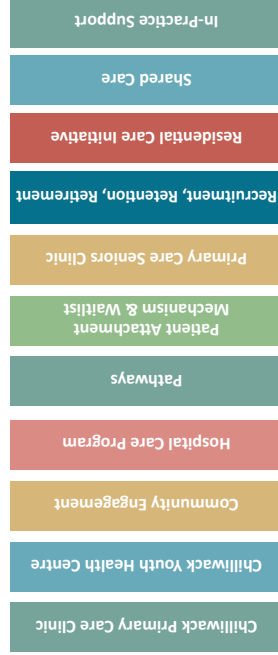 Chilliwack Primary Care Clinic
Chilliwack Youth Health Centre
Community Engagement
Hospital Care Program
Pathways
Patient Attachment
Mechanism & Waitlist
Primary Care Seniors Clinic
Recruitment, Retention, Retirement
Residential Care Initiative
Shared Care
In-Practice Support